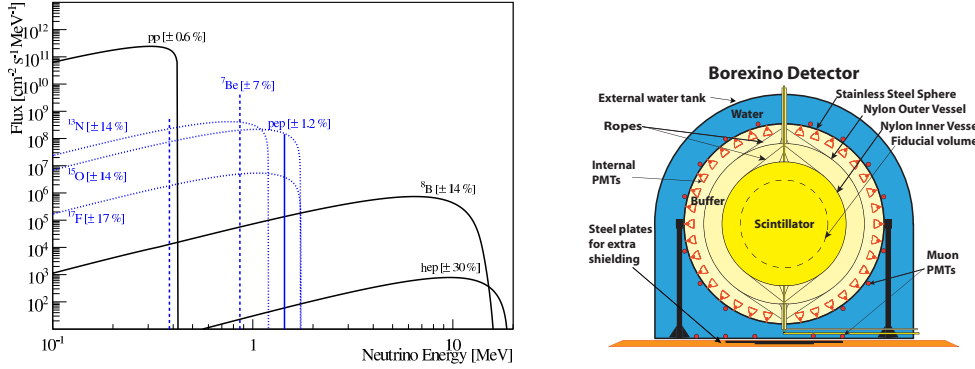 Flux [cm⁻² s⁻¹ MeV⁻¹]
10¹²
10¹¹
10¹⁰
10⁹
10⁸
10⁷
10⁶
10⁵
10⁴
10³
10²
pp [± 0.6 %]
⁷Be [± 7 %]
¹³N [± 14 %]
pep [± 1.2 %]
¹⁵O [± 14 %]
¹⁷F [± 17 %]
⁸B [± 14 %]
hep [± 30 %]
10⁻¹
1
10
Neutrino Energy [MeV]
Borexino Detector
External water tank
Stainless Steel Sphere
Water
Nylon Outer Vessel
Ropes
Nylon Inner Vesse
Fiducial volume
Internal
PMTs
Buffer
Scintillator
Steel plates
for extra
shielding
Muon
PMTs